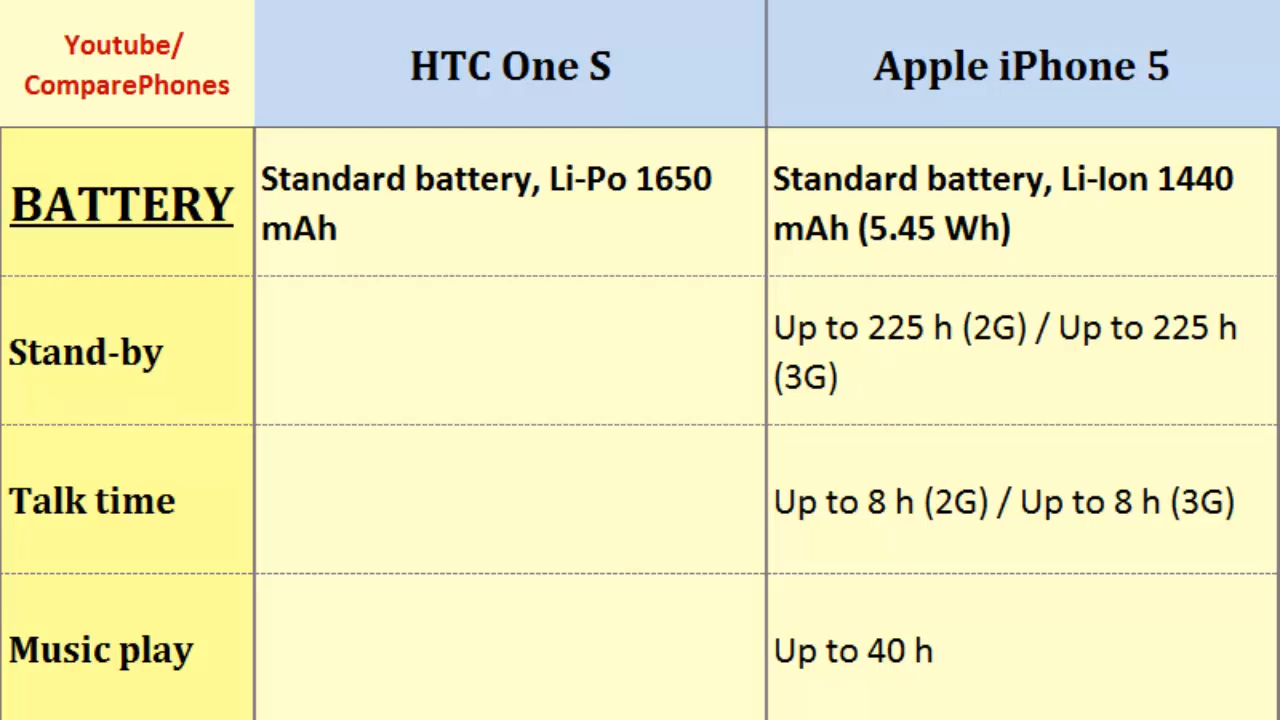 Youtube/
ComparePhones
HTC One S
Apple iPhone 5
BATTERY
Standard battery, Li-Po 1650
mAh
Standard battery, Li-Ion 1440
mAh (5.45 Wh)
Stand-by
Up to 225 h (2G) / Up to 225 h
(3G)
Talk time
Up to 8 h (2G) / Up to 8 h (3G)
Music play
Up to 40 h